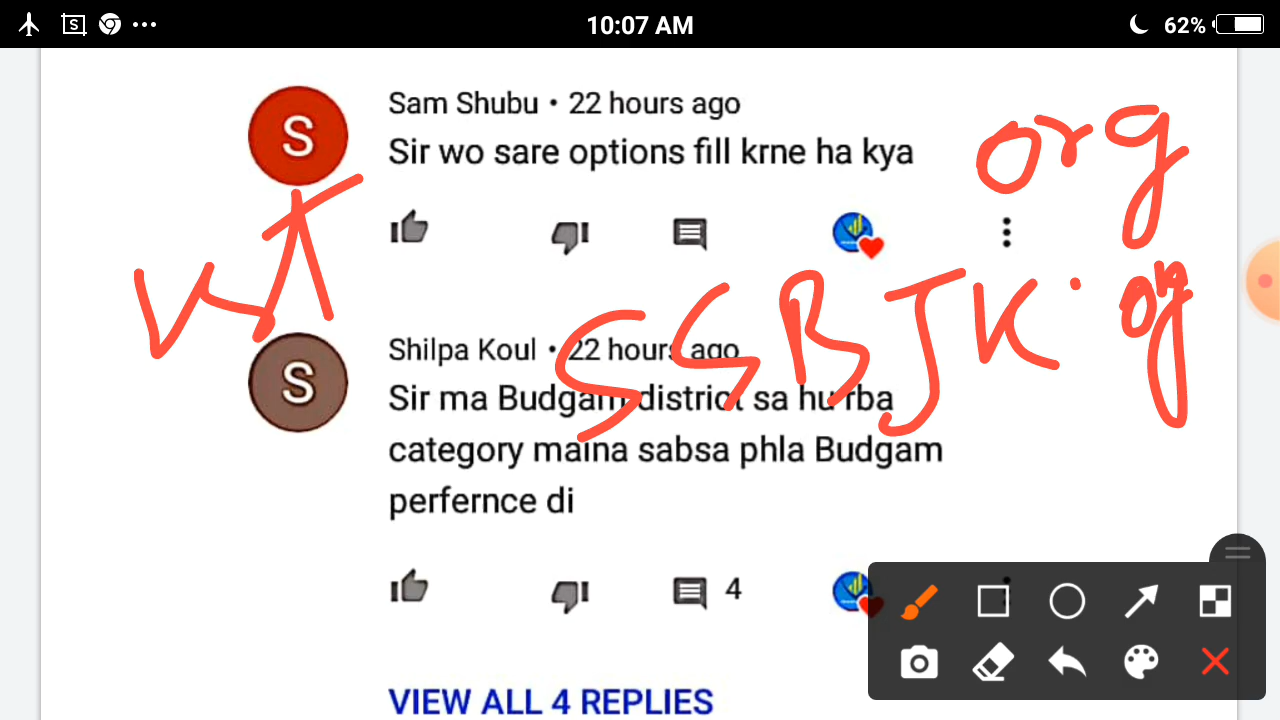 10:07 AM
62%
Sam Shubu • 22 hours ago
Sir wo sare options fill krne ha kya
org
SSBJK.
Shilpa Koul • 22 hours ago
Sir ma Budgam district sa hu rba
category maina sabsa phla Budgam
perfernce di
4
VIEW ALL 4 REPLIES
S
S
S